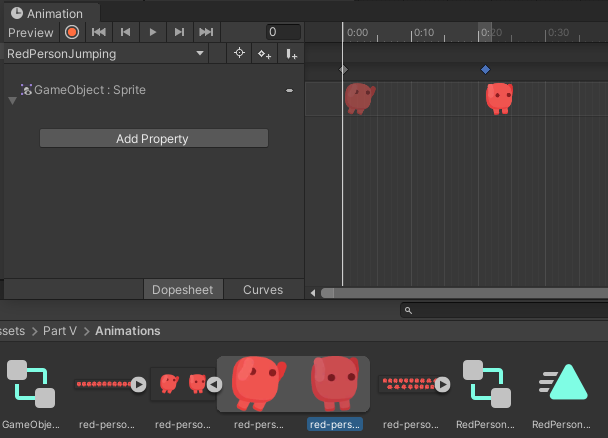 Animation
Preview 0 0:00 0:10 0:20 0:30
RedPersonJumping
GameObject : Sprite
Add Property
Dopesheet Curves
ssets > Part V > Animations
GameObje... red-perso... red-perso... red-pers... red-pers... red-perso... RedPerson... RedPerson...